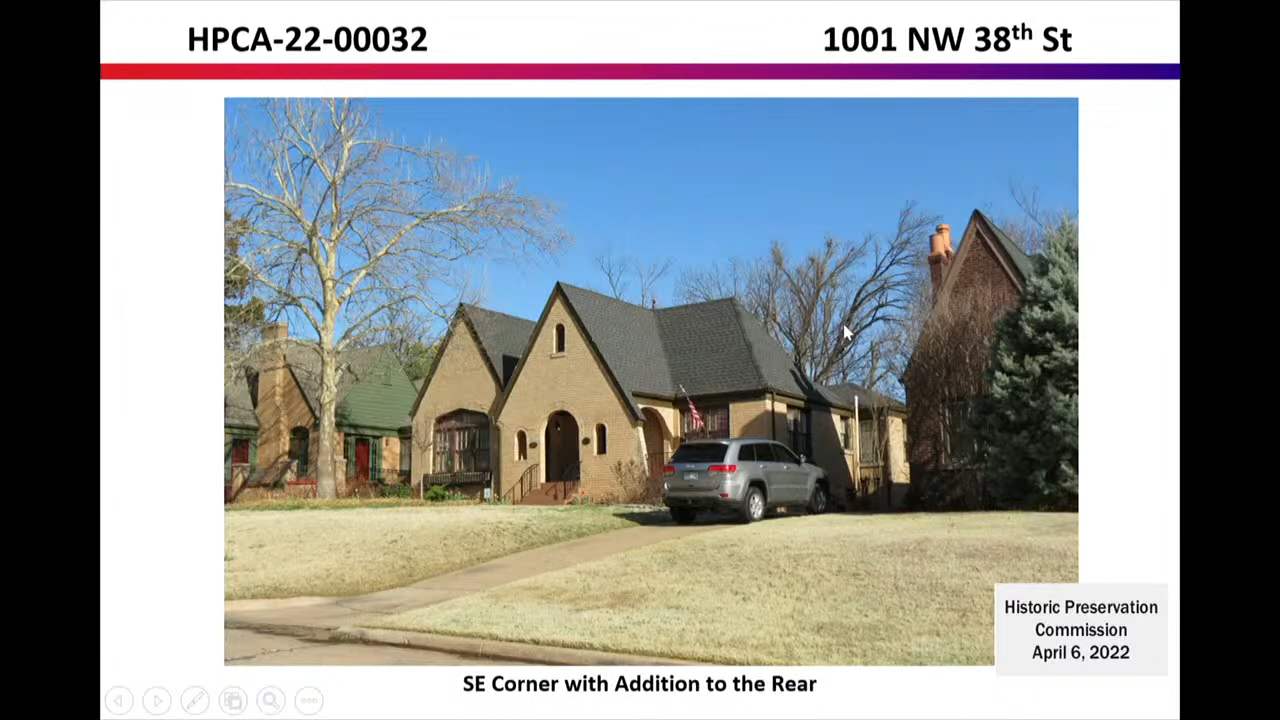 HPCA-22-00032
1001 NW 38th St
Historic Preservation
Commission
April 6, 2022
SE Corner with Addition to the Rear